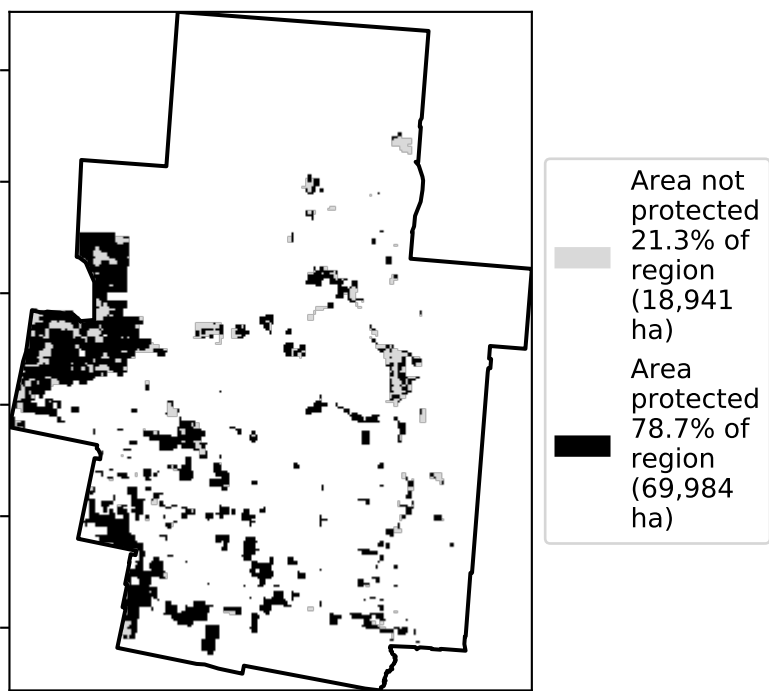 Area not
protected
21.3% of
region
(18,941
ha)
Area
protected
78.7% of
region
(69,984
ha)